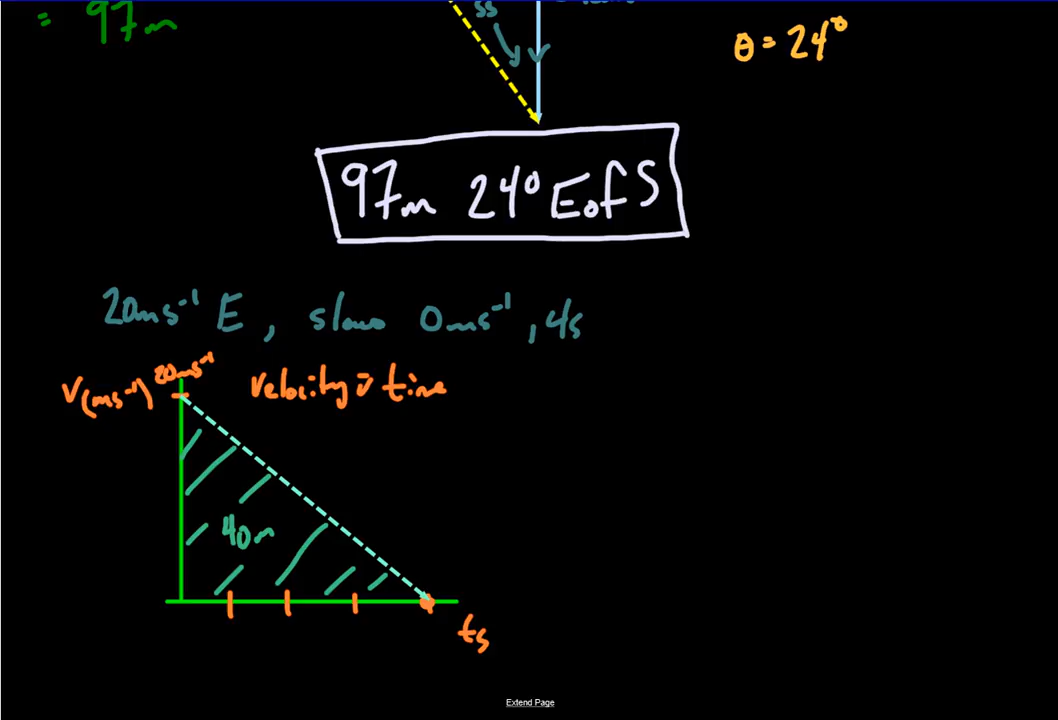 = 97m
θ = 24°
97m 24° E of S
20ms⁻¹ E, slows 0ms⁻¹, 4s
20ms⁻¹
V(ms⁻¹)
velocity v time
40m
ts
Extend Page